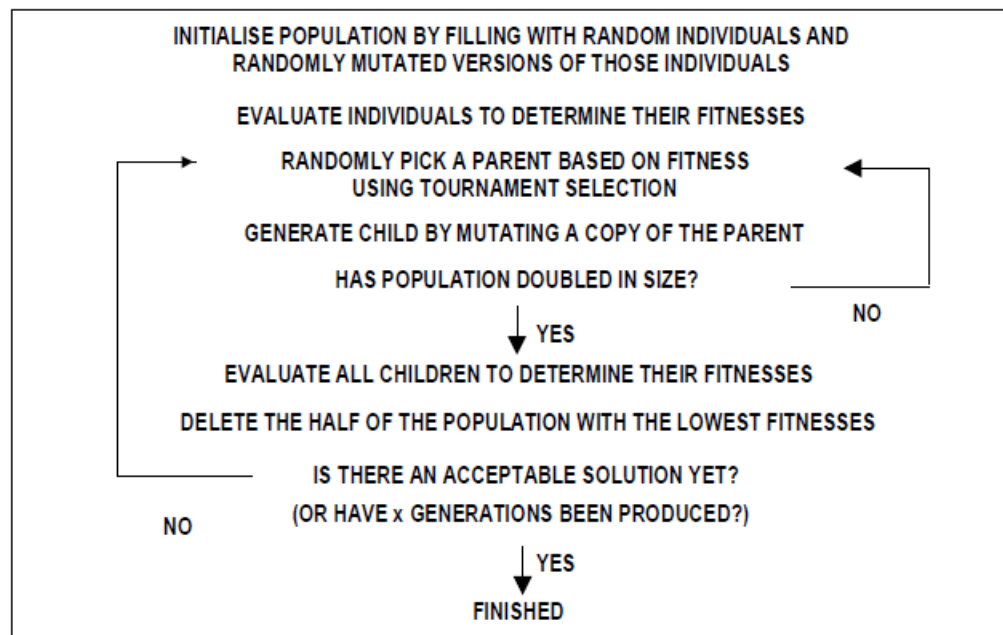 INITIALISE POPULATION BY FILLING WITH RANDOM INDIVIDUALS AND
RANDOMLY MUTATED VERSIONS OF THOSE INDIVIDUALS
EVALUATE INDIVIDUALS TO DETERMINE THEIR FITNESSES
RANDOMLY PICK A PARENT BASED ON FITNESS
USING TOURNAMENT SELECTION
GENERATE CHILD BY MUTATING A COPY OF THE PARENT
HAS POPULATION DOUBLED IN SIZE?
NO
YES
EVALUATE ALL CHILDREN TO DETERMINE THEIR FITNESSES
DELETE THE HALF OF THE POPULATION WITH THE LOWEST FITNESSES
IS THERE AN ACCEPTABLE SOLUTION YET?
(OR HAVE x GENERATIONS BEEN PRODUCED?)
NO
YES
FINISHED